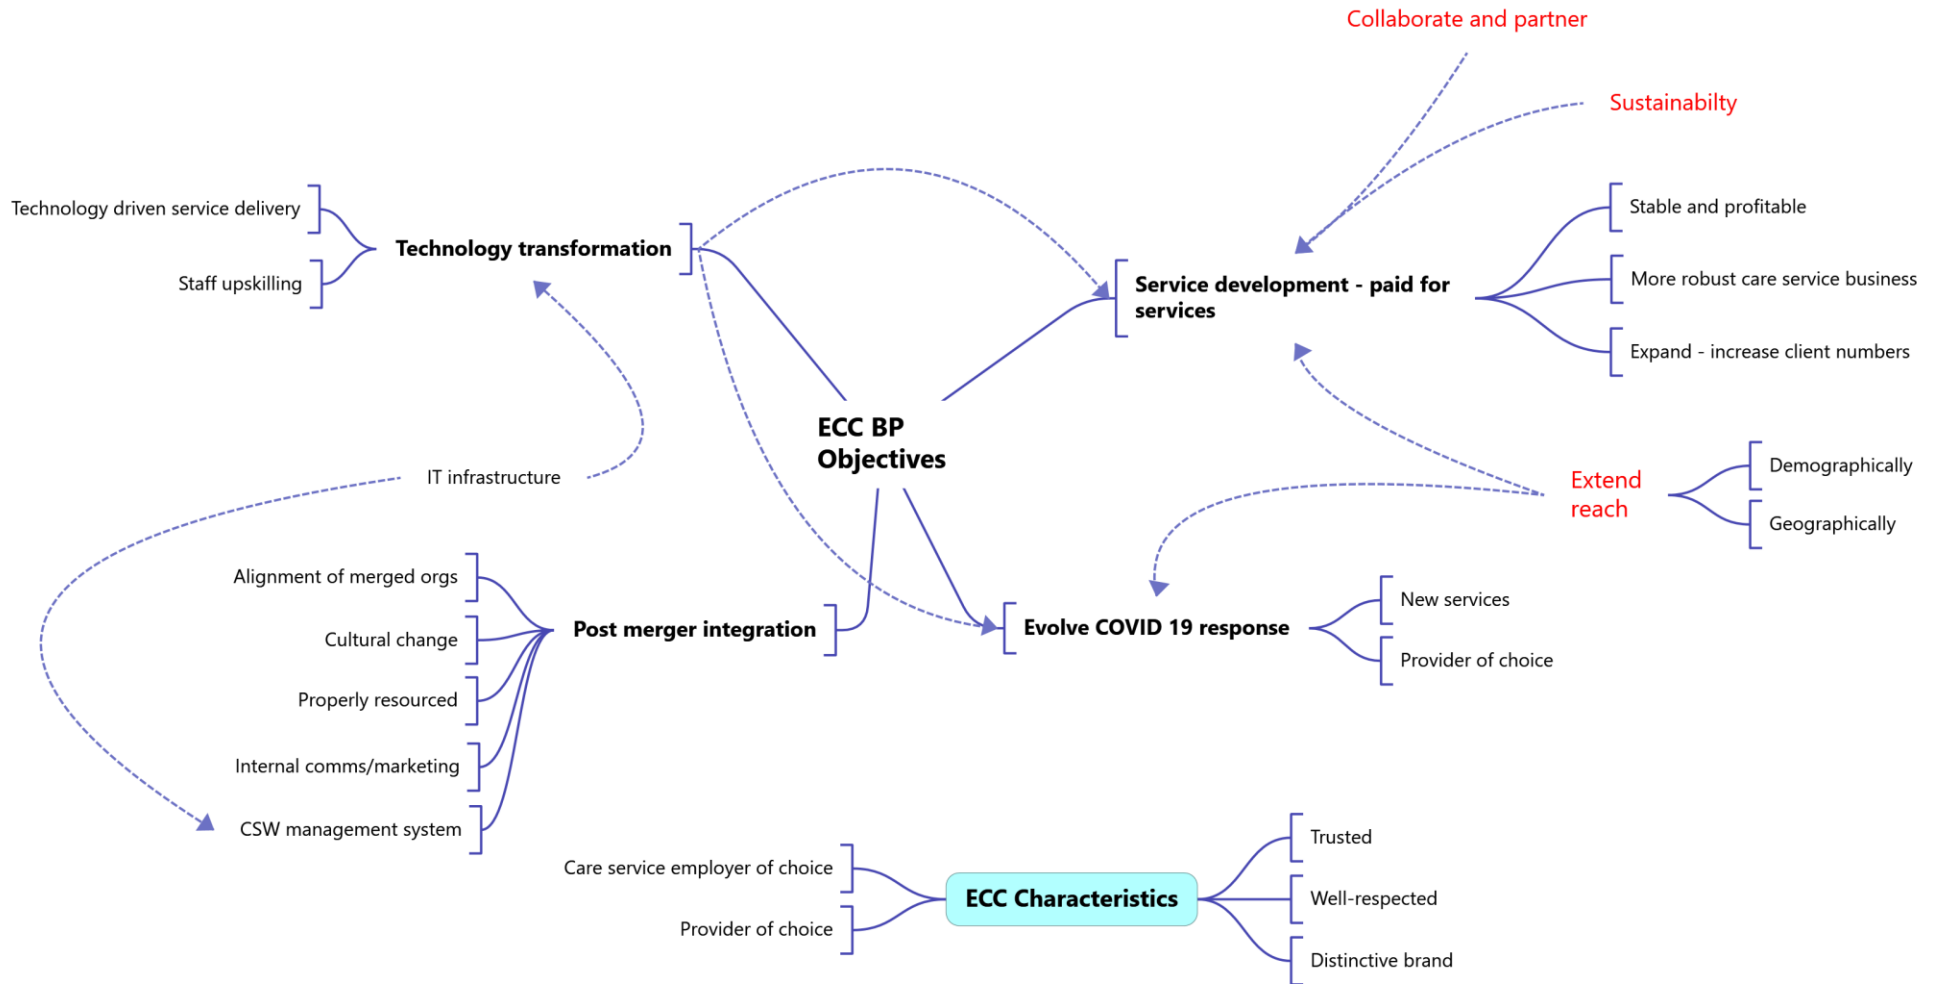 Collaborate and partner
Sustainabilty
Technology driven service delivery
Staff upskilling
Technology transformation
Service development - paid for
services
Stable and profitable
More robust care service business
Expand - increase client numbers
ECC BP
Objectives
IT infrastructure
Extend
reach
Demographically
Geographically
Alignment of merged orgs
Cultural change
Properly resourced
Internal comms/marketing
CSW management system
Post merger integration
Evolve COVID 19 response
New services
Provider of choice
Care service employer of choice
Provider of choice
ECC Characteristics
Trusted
Well-respected
Distinctive brand